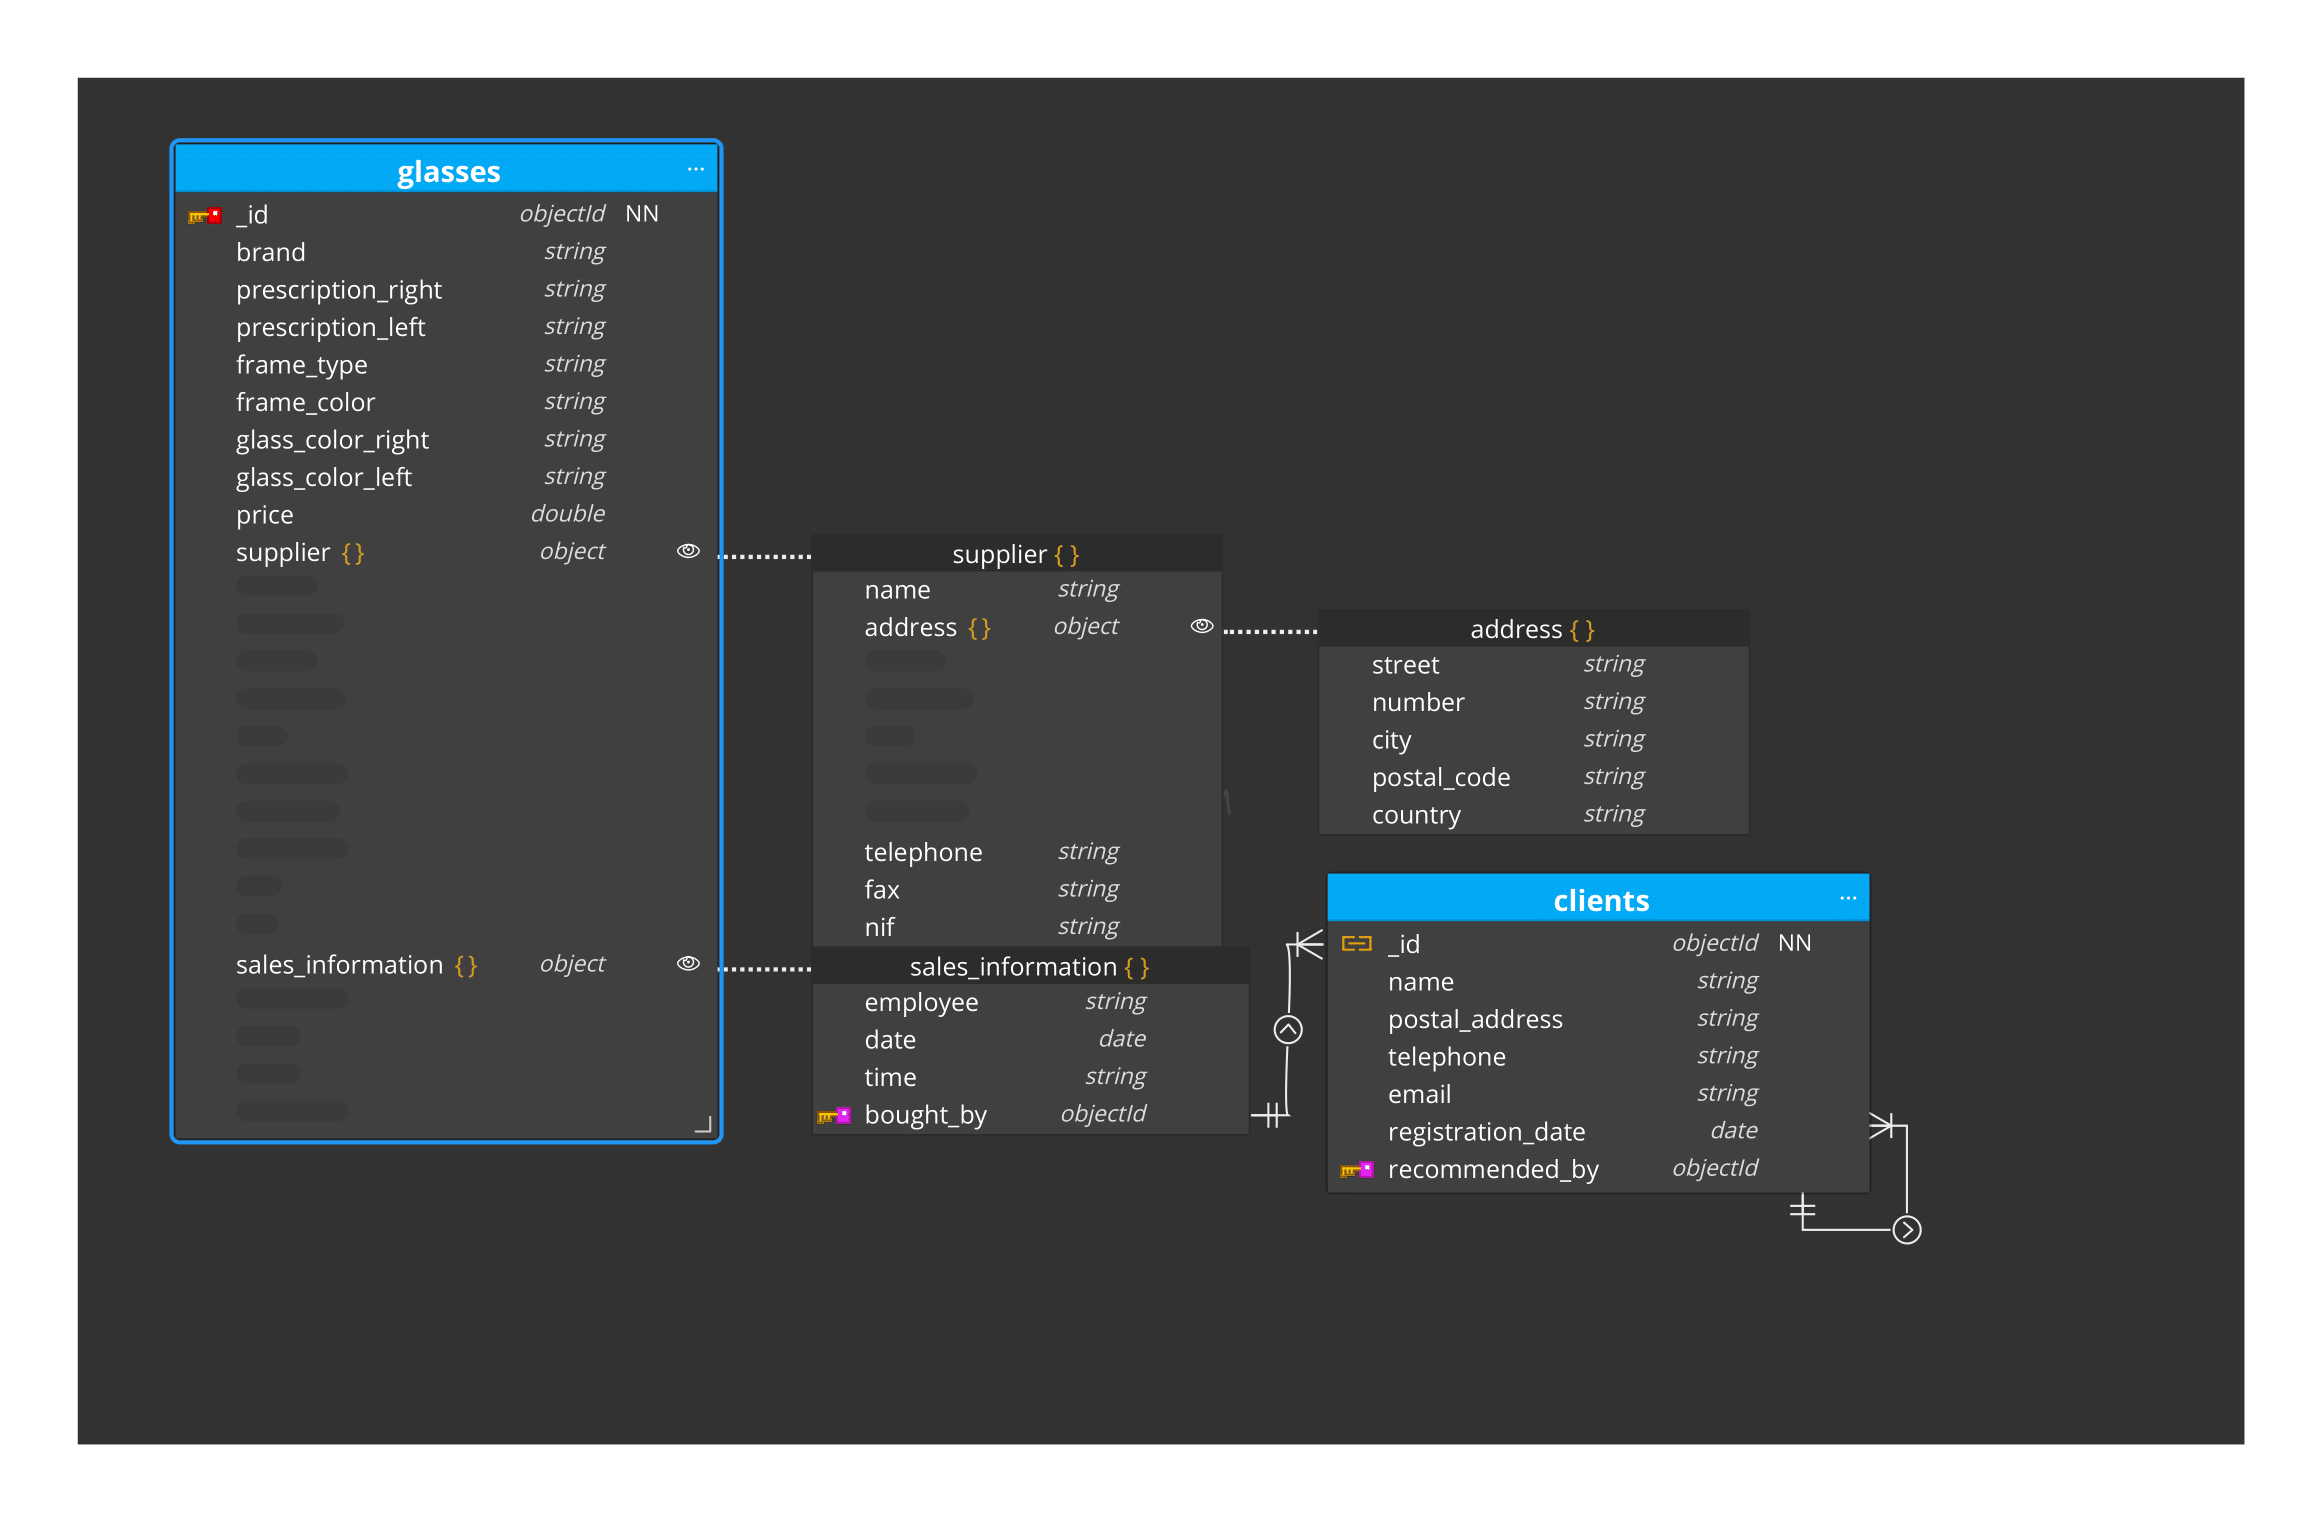 glasses ...
_id objectId NN
brand string
prescription_right string
prescription_left string
frame_type string
frame_color string
glass_color_right string
glass_color_left string
price double
supplier {} object
sales_information {} object
supplier { }
name string
address {} object
telephone string
fax string
nif string
address { }
street string
number string
city string
postal_code string
country string
sales_information { }
employee string
date date
time string
bought_by objectId
clients ...
_id objectId NN
name string
postal_address string
telephone string
email string
registration_date date
recommended_by objectId